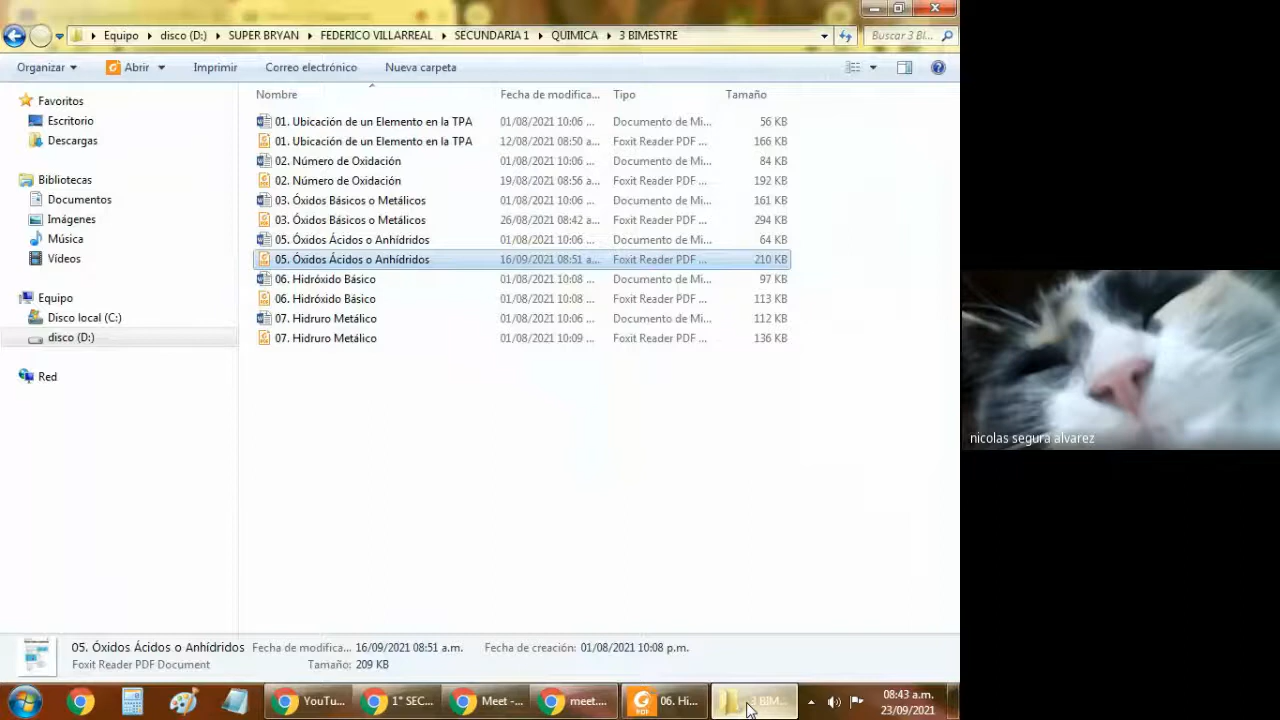 Equipo disco (D:) SUPER BRYAN FEDERICO VILLARREAL SECUNDARIA 1 QUIMICA 3 BIMESTRE Buscar 3 BI...
Organizar Abrir Imprimir Correo electrónico Nueva carpeta
Favoritos
Escritorio
Descargas
Bibliotecas
Documentos
Imágenes
Música
Vídeos
Equipo
Disco local (C:)
disco (D:)
Red
Nombre Fecha de modifica... Tipo Tamaño
01. Ubicación de un Elemento en la TPA 01/08/2021 10:06 ... Documento de Mi... 56 KB
01. Ubicación de un Elemento en la TPA 12/08/2021 08:50 a... Foxit Reader PDF ... 166 KB
02. Número de Oxidación 01/08/2021 10:06 ... Documento de Mi... 84 KB
02. Número de Oxidación 19/08/2021 08:56 a... Foxit Reader PDF ... 192 KB
03. Óxidos Básicos o Metálicos 01/08/2021 10:06 ... Documento de Mi... 161 KB
03. Óxidos Básicos o Metálicos 26/08/2021 08:42 a... Foxit Reader PDF ... 294 KB
05. Óxidos Ácidos o Anhídridos 01/08/2021 10:06 ... Documento de Mi... 64 KB
05. Óxidos Ácidos o Anhídridos 16/09/2021 08:51 a... Foxit Reader PDF ... 210 KB
06. Hidróxido Básico 01/08/2021 10:08 ... Documento de Mi... 97 KB
06. Hidróxido Básico 01/08/2021 10:08 ... Foxit Reader PDF ... 113 KB
07. Hidruro Metálico 01/08/2021 10:06 ... Documento de Mi... 112 KB
07. Hidruro Metálico 01/08/2021 10:09 ... Foxit Reader PDF ... 136 KB
nicolas segura alvarez
05. Óxidos Ácidos o Anhídridos Fecha de modifica... 16/09/2021 08:51 a.m. Fecha de creación: 01/08/2021 10:08 p.m.
Foxit Reader PDF Document Tamaño: 209 KB
YouTu... 1° SEC... Meet -... meet.... 06. Hi... 3 BIM... 08:43 a.m.
23/09/2021